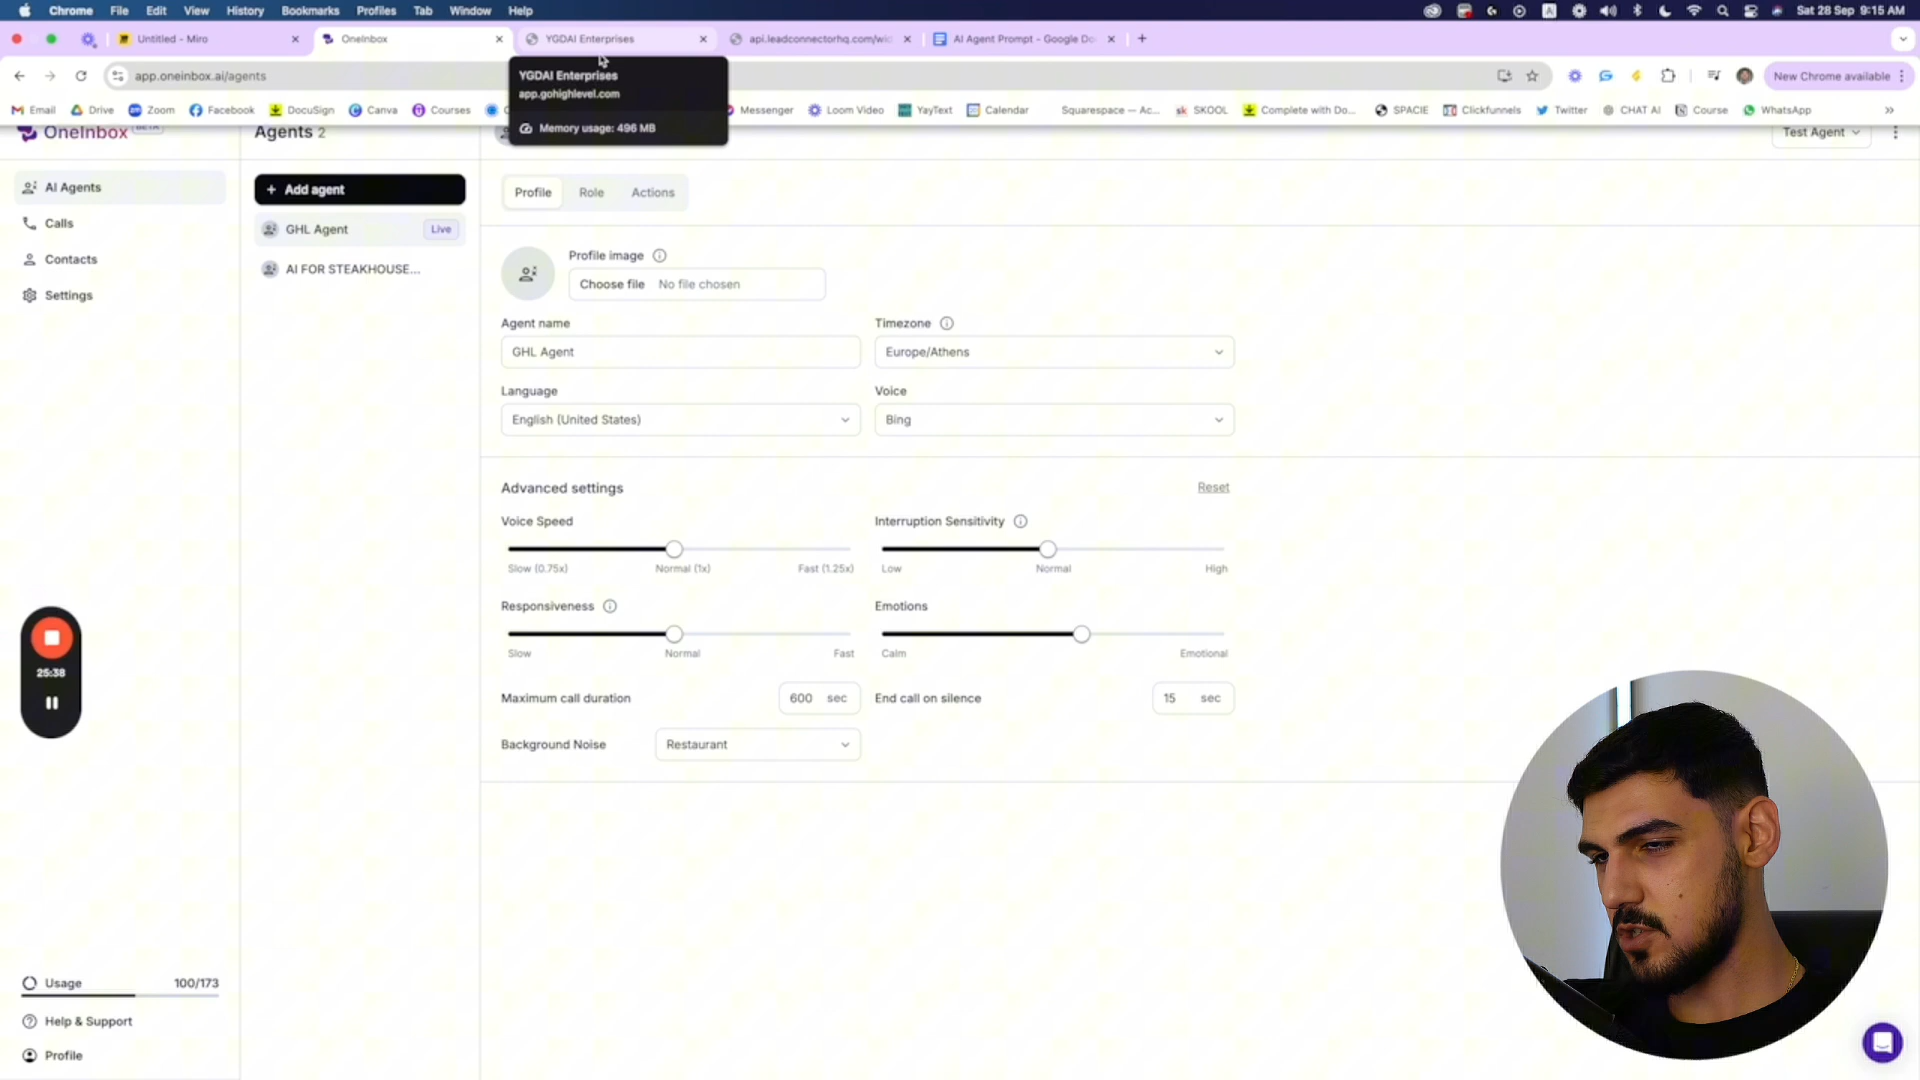 Chrome File Edit View History Bookmarks Profiles Tab Window Help Sat 28 Sep 9:15 AM
Untitled - Miro OneInbox YGDAI Enterprises api.leadconnectorhq.com/wid AI Agent Prompt - Google Do
app.oneinbox.ai/agents New Chrome available
YGDAI Enterprises
app.gohighlevel.com
Memory usage: 496 MB
Email Drive Zoom Facebook DocuSign Canva Courses Messenger Loom Video YayText Calendar Squarespace — Ac... SKOOL Complete with Do... SPACIE Clickfunnels Twitter CHAT AI Course WhatsApp
OneInbox BETA Agents 2 Test Agent
AI Agents
Calls
Contacts
Settings
+ Add agent
GHL Agent Live
AI FOR STEAKHOUSE...
Profile Role Actions
Profile image
Choose file No file chosen
Agent name Timezone
GHL Agent Europe/Athens
Language Voice
English (United States) Bing
Advanced settings Reset
Voice Speed Interruption Sensitivity
Slow (0.75x) Normal (1x) Fast (1.25x) Low Normal High
Responsiveness Emotions
Slow Normal Fast Calm Emotional
Maximum call duration 600 sec End call on silence 15 sec
Background Noise Restaurant
25:38
Usage 100/173
Help & Support
Profile